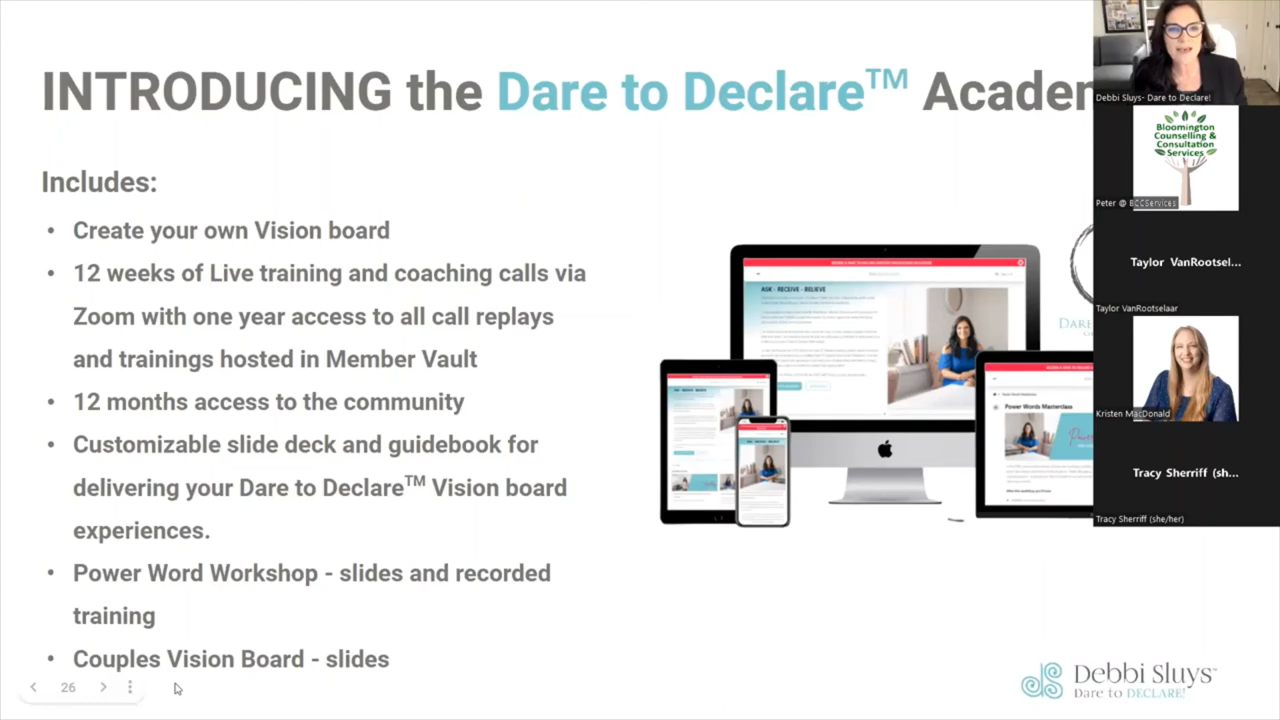 INTRODUCING the Dare to Declare™ Acade
Includes:
• Create your own Vision board
• 12 weeks of Live training and coaching calls via
Zoom with one year access to all call replays
and trainings hosted in Member Vault
• 12 months access to the community
• Customizable slide deck and guidebook for
delivering your Dare to Declare™ Vision board
experiences.
• Power Word Workshop - slides and recorded
training
• Couples Vision Board - slides
26
ASK - RECEIVE - BELIEVE
Power Words Masterclass
Debbi Sluys- Dare to Declare!
Bloomington
Counselling &
Consultation
Services
Peter @ BCCServices
Taylor VanRootsel...
Taylor VanRootselaar
Kristen MacDonald
Tracy Sherriff (sh...
Tracy Sherriff (she/her)
Debbi Sluys™
Dare to DECLARE!